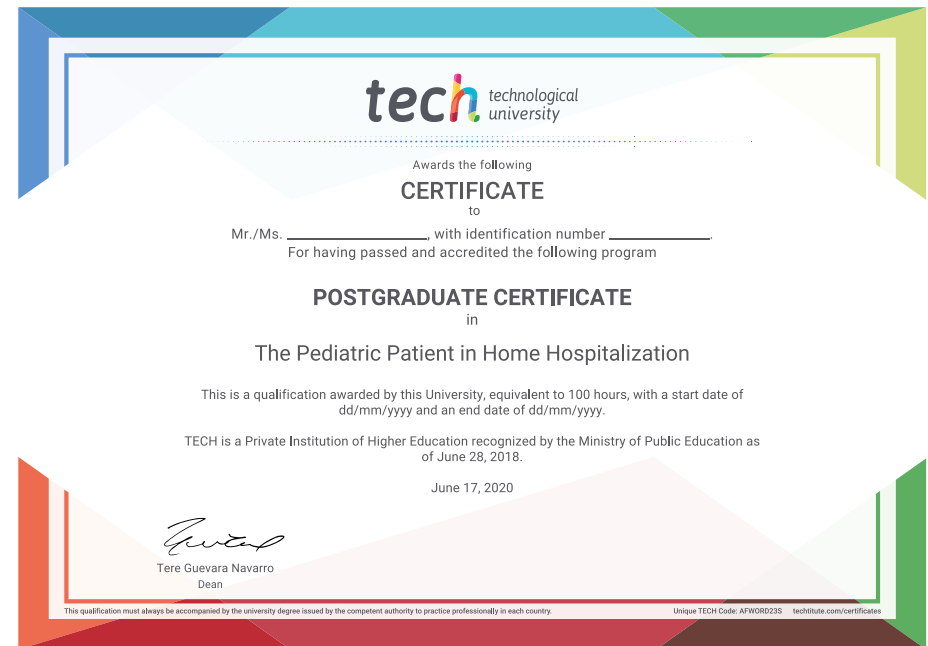 tech technological
university
Awards the following
CERTIFICATE
to
Mr./Ms. ____________________, with identification number ______________.
For having passed and accredited the following program
POSTGRADUATE CERTIFICATE
in
The Pediatric Patient in Home Hospitalization
This is a qualification awarded by this University, equivalent to 100 hours, with a start date of
dd/mm/yyyy and an end date of dd/mm/yyyy.
TECH is a Private Institution of Higher Education recognized by the Ministry of Public Education as
of June 28, 2018.
June 17, 2020
Tere Guevara Navarro
Dean
This qualification must always be accompanied by the university degree issued by the competent authority to practice professionally in each country.
Unique TECH Code: AFWORD23S techtitute.com/certificates